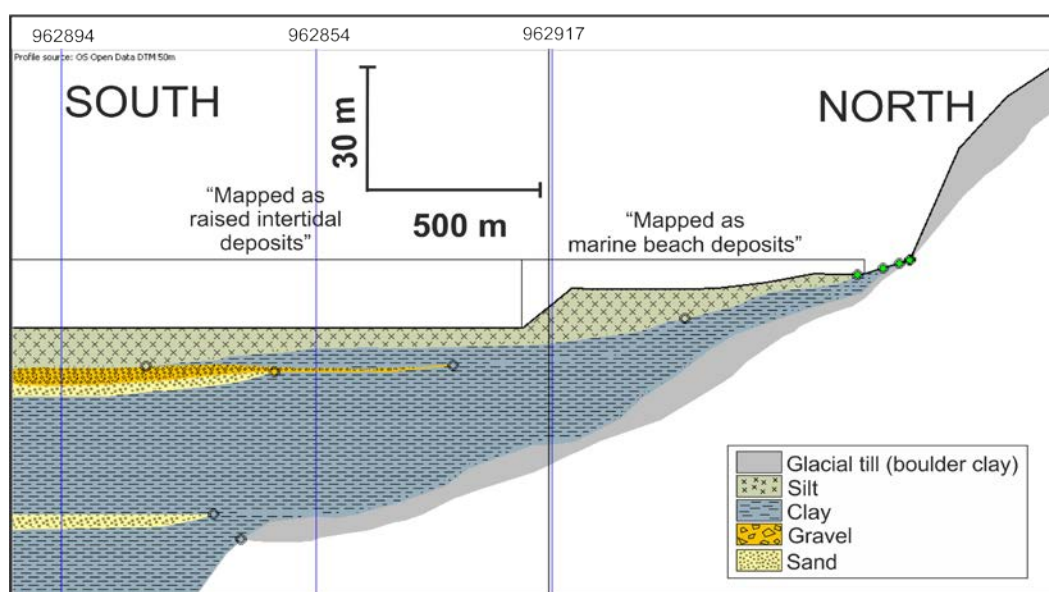 962894
962854
962917
Profile source: OS Open Data DTM 50m
SOUTH
NORTH
30 m
500 m
“Mapped as
raised intertidal
deposits”
“Mapped as
marine beach deposits”
Glacial till (boulder clay)
Silt
Clay
Gravel
Sand